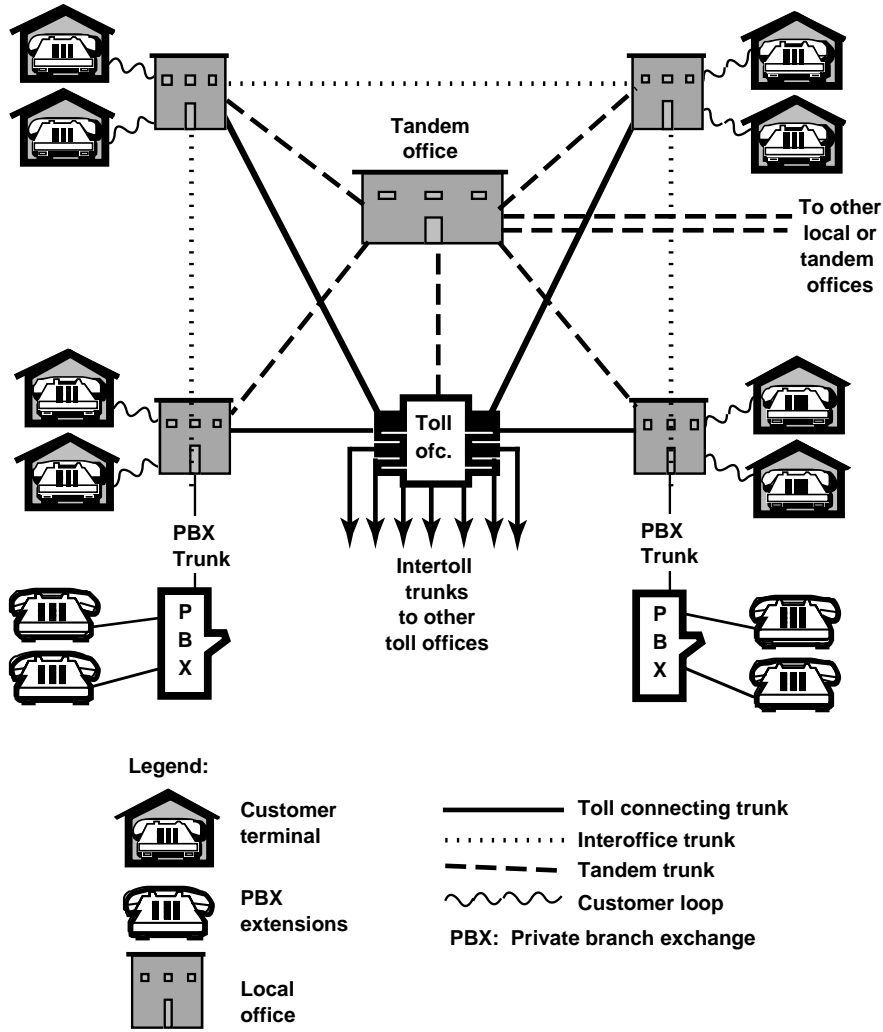 Tandem
office
To other
local or
tandem
offices
Toll
ofc.
PBX
Trunk
PBX
Trunk
Intertoll
trunks
to other
toll offices
P
B
X
P
B
X
Legend:
Customer
terminal
PBX
extensions
Local
office
Toll connecting trunk
Interoffice trunk
Tandem trunk
Customer loop
PBX: Private branch exchange